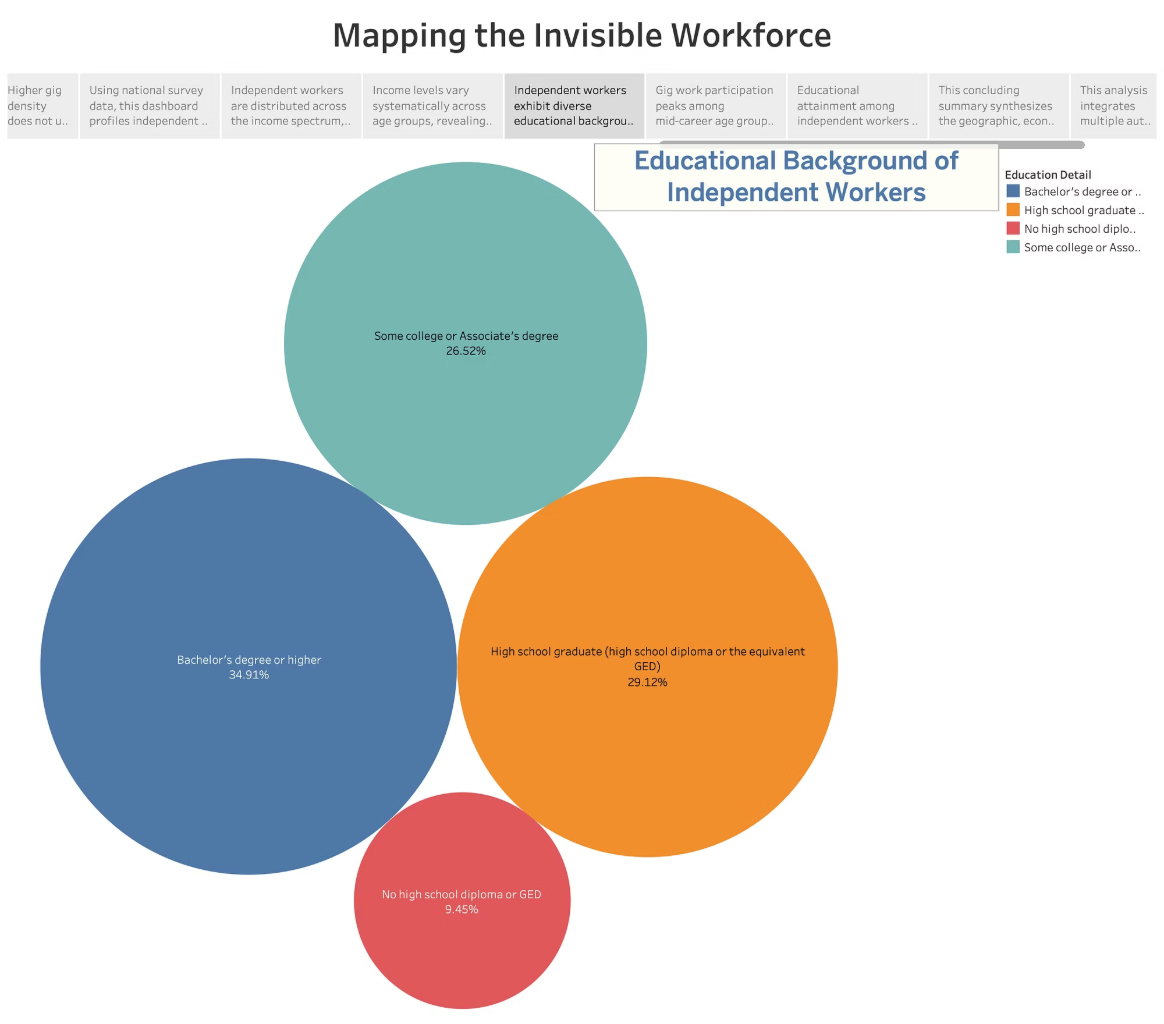 Mapping the Invisible Workforce
Higher gig
density
does not u..
Using national survey
data, this dashboard
profiles independent ..
Independent workers
are distributed across
the income spectrum,..
Income levels vary
systematically across
age groups, revealing..
Independent workers
exhibit diverse
educational backgrou..
Gig work participation
peaks among
mid-career age group..
Educational
attainment among
independent workers ..
This concluding
summary synthesizes
the geographic, econ..
This analysis
integrates
multiple aut..
Educational Background of
Independent Workers
Education Detail
Bachelor's degree or ..
High school graduate ..
No high school diplo..
Some college or Asso..
Some college or Associate's degree
26.52%
Bachelor's degree or higher
34.91%
High school graduate (high school diploma or the equivalent
GED)
29.12%
No high school diploma or GED
9.45%